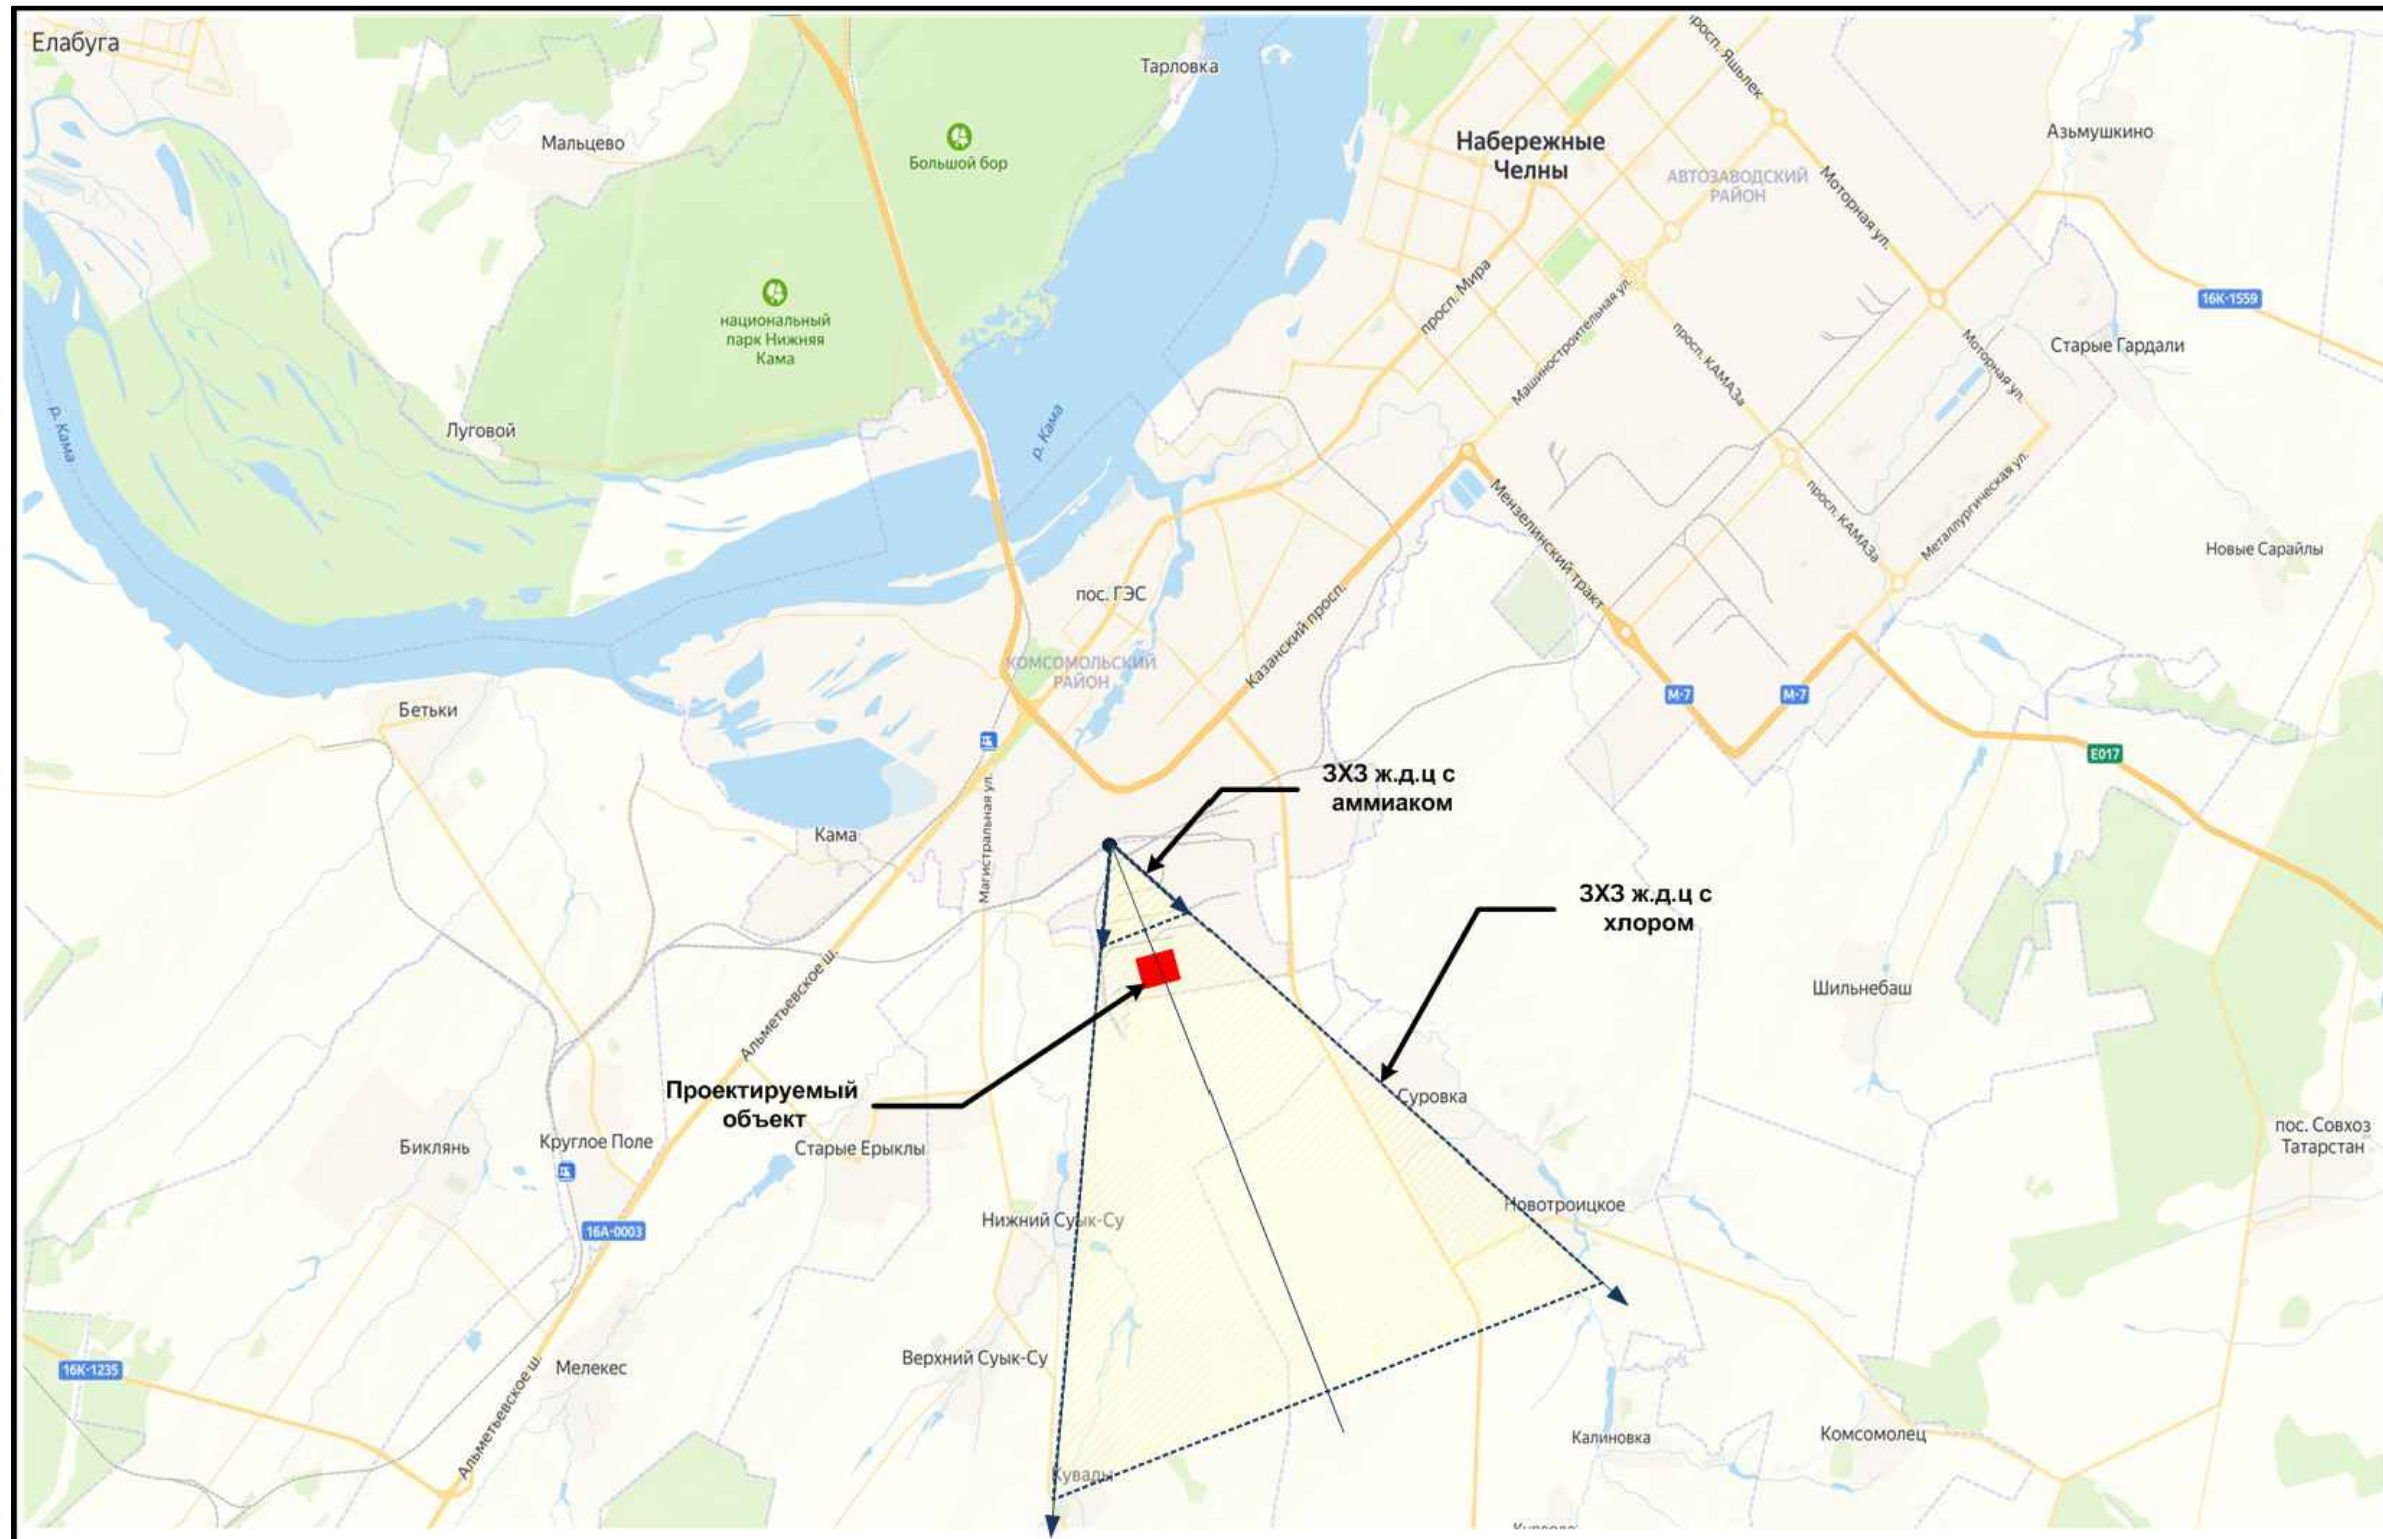 Елабуга
Тарловка
просп. Яшьлек
Мальцево
Большой бор
Набережные
Челны
Азьмушкино
АВТОЗАВОДСКИЙ
РАЙОН
Моторная ул.
национальный
парк Нижняя
Кама
просп. Мира
Машиностроительная ул.
16К-1559
просп. КАМАЗа
Старые Гардали
Моторная ул.
р. Кама
р. Кама
Луговой
Мензелинский тракт
просп. КАМАЗа
Металлургическая ул.
Новые Сарайлы
пос. ГЭС
Казанский просп.
КОМСОМОЛЬСКИЙ
РАЙОН
М-7
М-7
Бетьки
Е017
ЗХЗ ж.д.ц с
аммиаком
Магистральная ул.
Кама
ЗХЗ ж.д.ц с
хлором
Альметьевское ш.
Шильнебаш
Проектируемый
объект
Суровка
Биклянь
Круглое Поле
Старые Ерыклы
пос. Совхоз
Татарстан
Нижний Суык-Су
Новотроицкое
16А-0003
Верхний Суык-Су
16К-1235
Мелекес
Альметьевское ш.
Калиновка
Комсомолец
Кувады